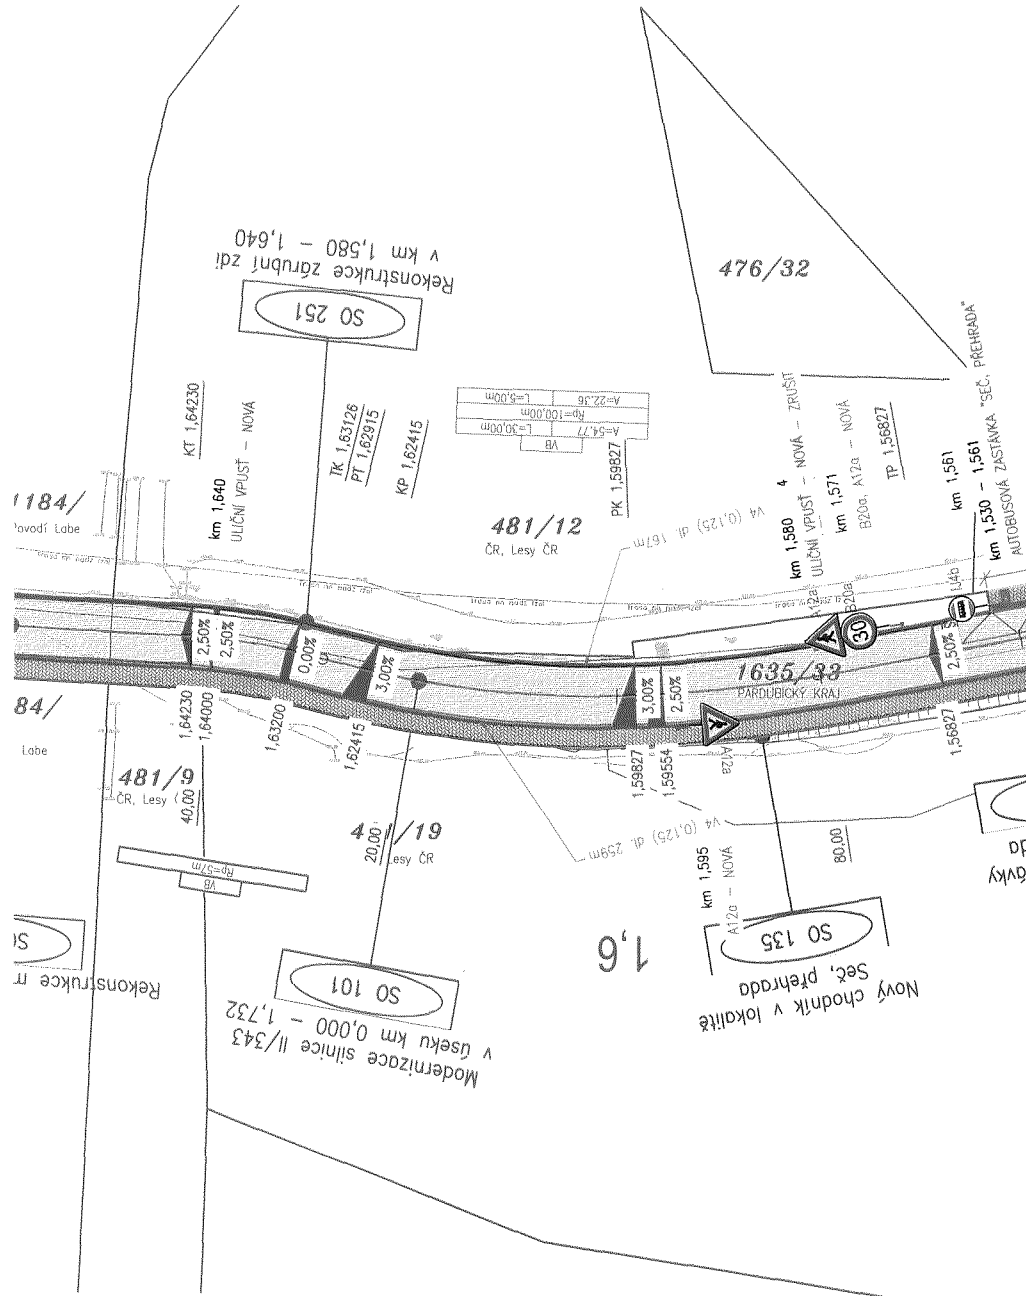 476/32
SO 251
Rekonstrukce zárubní zdi
v km 1,580 – 1,640
KT 1,64230
km 1,640
ULIČNÍ VPUSŤ – NOVÁ
TK 1,63126
PT 1,62915
KP 1,62415
VB
A=54,77 L=30,00m
Rp=100,00m
A=22,36 L=5,00m
PK 1,59827
481/12
ČR, Lesy ČR
V4 (0,125) dl. 167m
km 1,580
ULIČNÍ VPUSŤ – NOVÁ – ZRUŠIT
4
km 1,571
B20a, A12a – NOVÁ
TP 1,56827
km 1,561
km 1,530 – 1,561
AUTOBUSOVÁ ZASTÁVKA "SEČ, PŘEHRADA"
1184/
Povodí Labe
A12a
B20a
30
IJ4b
2,50%
2,50%
0,00%
3,00%
3,00%
2,50%
2,50%
1635/33
PARDUBICKÝ KRAJ
84/
Labe
1,64230
1,64000
1,63200
1,62415
1,59827
1,59554
A12a
1,56827
481/9
ČR, Lesy
40,00
20,00
/19
Lesy ČR
V4 (0,125) dl. 259m
km 1,595
A12a – NOVÁ
80,00
VB
Rp=57m
1,6
SO 101
Modernizace silnice II/343
v úseku km 0,000 – 1,732
SO 135
Nový chodník v lokalitě
Seč, přehrada
Rekonstrukce m